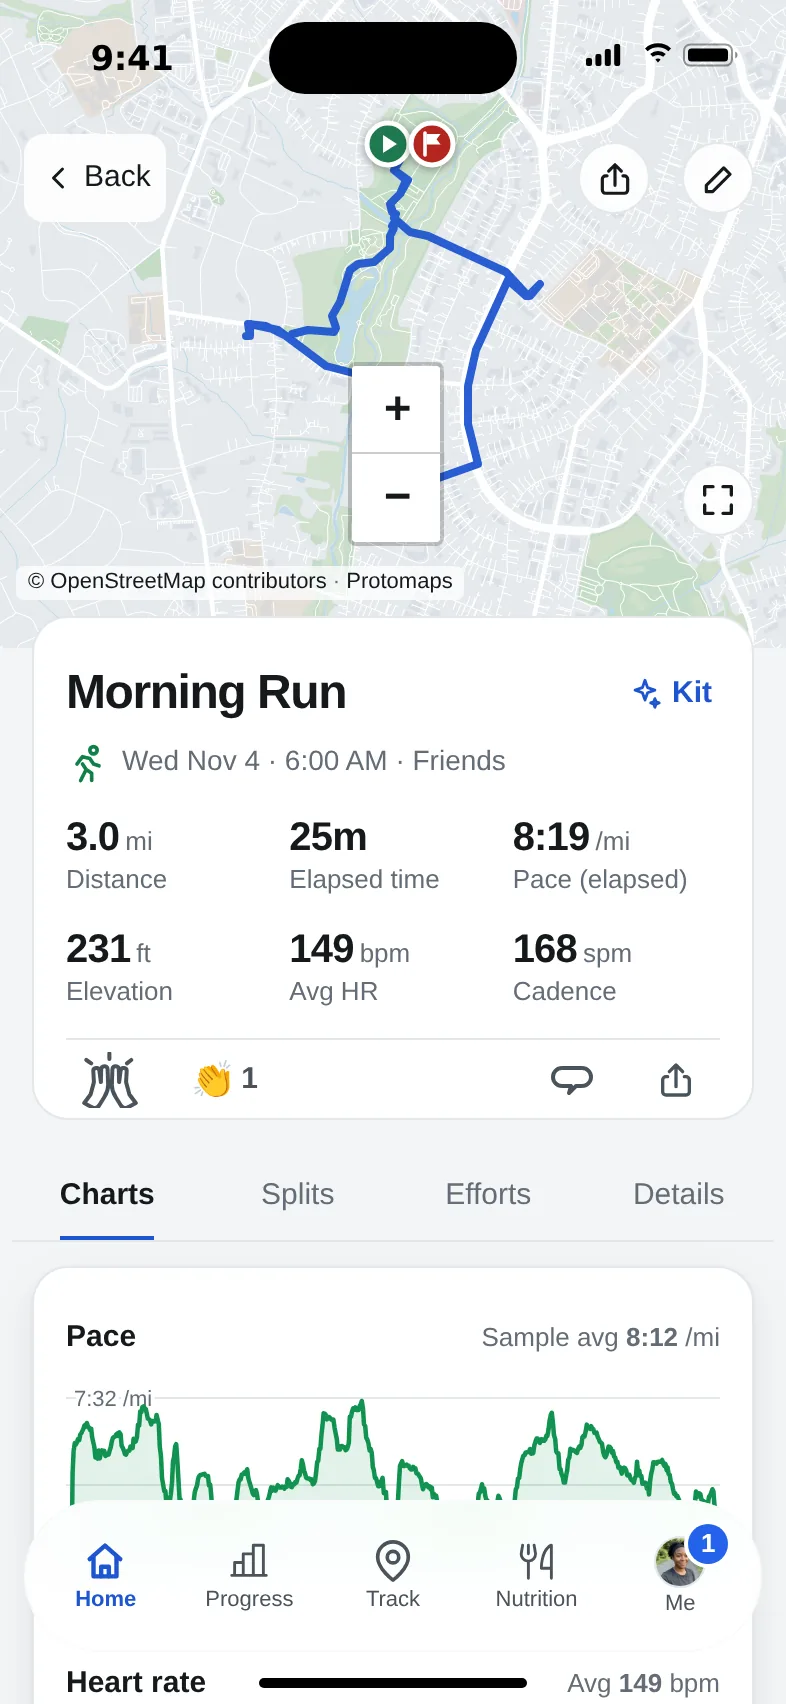 9:41
Back
+
−
© OpenStreetMap contributors · Protomaps
Morning Run
Kit
Wed Nov 4 · 6:00 AM · Friends
3.0 mi 25m 8:19 /mi
Distance Elapsed time Pace (elapsed)
231 ft 149 bpm 168 spm
Elevation Avg HR Cadence
👏 1
Charts Splits Efforts Details
Pace Sample avg 8:12 /mi
7:32 /mi
1
Home Progress Track Nutrition Me
Heart rate Avg 149 bpm